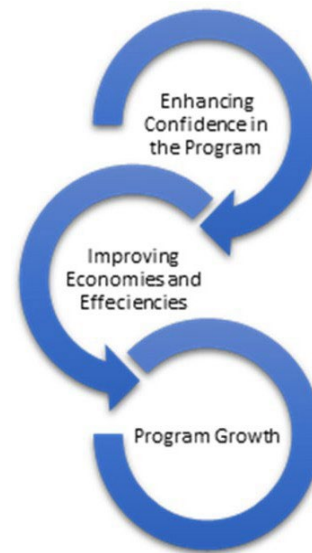 Enhancing
Confidence in
the Program
Improving
Economies and
Effeciencies
Program Growth